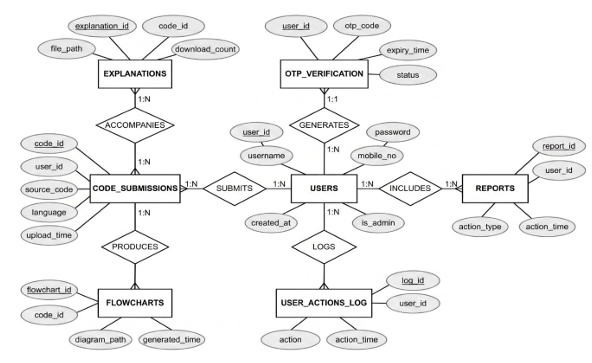 explanation_id
code_id
file_path
download_count
EXPLANATIONS
1:N
ACCOMPANIES
1:N
user_id
otp_code
expiry_time
status
OTP_VERIFICATION
1:1
GENERATES
1:N
code_id
user_id
source_code
language
upload_time
CODE_SUBMISSIONS
1:N
SUBMITS
1:N
user_id
username
password
mobile_no
USERS
created_at
is_admin
1:N
INCLUDES
1:N
report_id
user_id
REPORTS
action_type
action_time
1:N
PRODUCES
1:N
LOGS
flowchart_id
code_id
FLOWCHARTS
diagram_path
generated_time
log_id
user_id
USER_ACTIONS_LOG
action
action_time